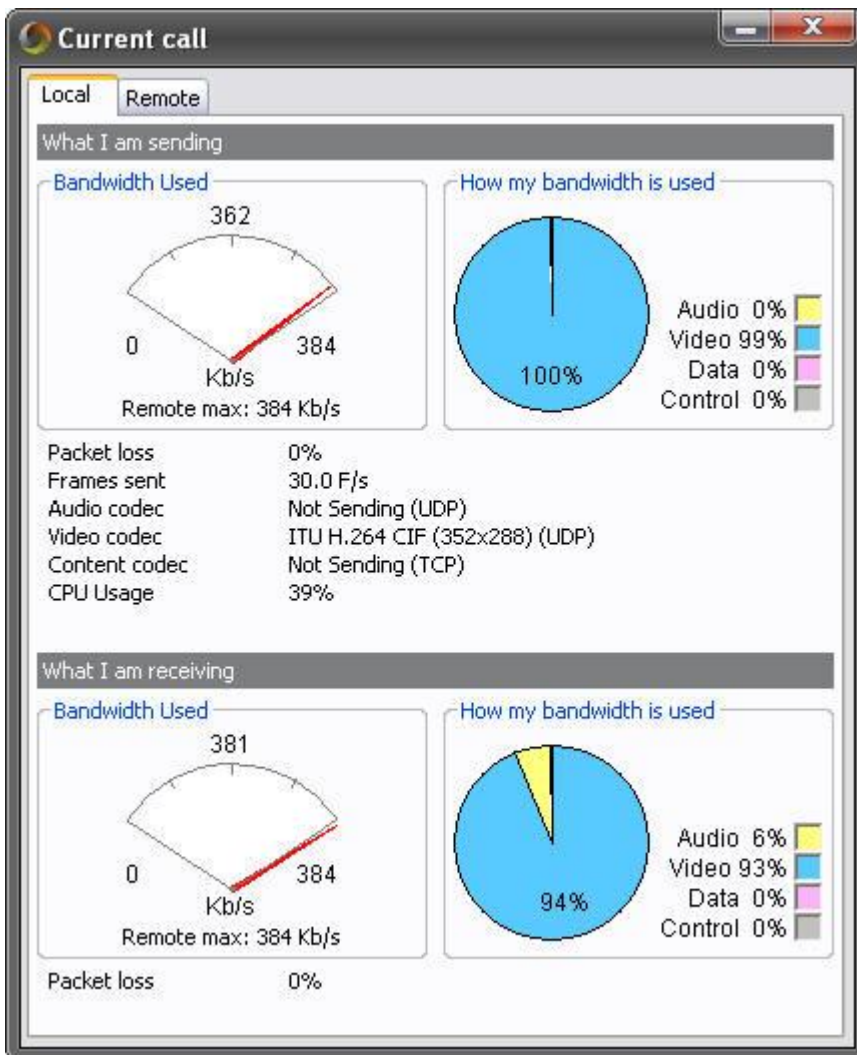 Current call
Local Remote
What I am sending
Bandwidth Used
362
0 384
Kb/s
Remote max: 384 Kb/s
How my bandwidth is used
100%
Audio 0%
Video 99%
Data 0%
Control 0%
Packet loss 0%
Frames sent 30.0 F/s
Audio codec Not Sending (UDP)
Video codec ITU H.264 CIF (352x288) (UDP)
Content codec Not Sending (TCP)
CPU Usage 39%
What I am receiving
Bandwidth Used
381
0 384
Kb/s
Remote max: 384 Kb/s
How my bandwidth is used
94%
Audio 6%
Video 93%
Data 0%
Control 0%
Packet loss 0%